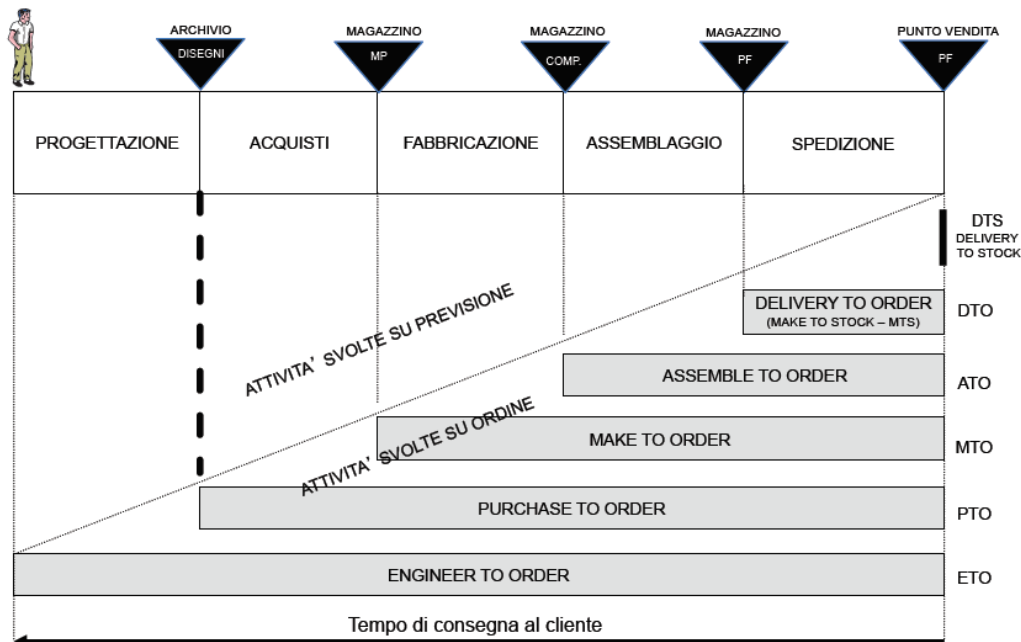 ARCHIVIO
DISEGNI
MAGAZZINO
MP
MAGAZZINO
COMP.
MAGAZZINO
PF
PUNTO VENDITA
PF
PROGETTAZIONE
ACQUISTI
FABBRICAZIONE
ASSEMBLAGGIO
SPEDIZIONE
DTS
DELIVERY
TO STOCK
ATTIVITA’ SVOLTE SU PREVISIONE
DELIVERY TO ORDER
(MAKE TO STOCK – MTS)
DTO
ASSEMBLE TO ORDER
ATO
ATTIVITA’ SVOLTE SU ORDINE
MAKE TO ORDER
MTO
PURCHASE TO ORDER
PTO
ENGINEER TO ORDER
ETO
Tempo di consegna al cliente